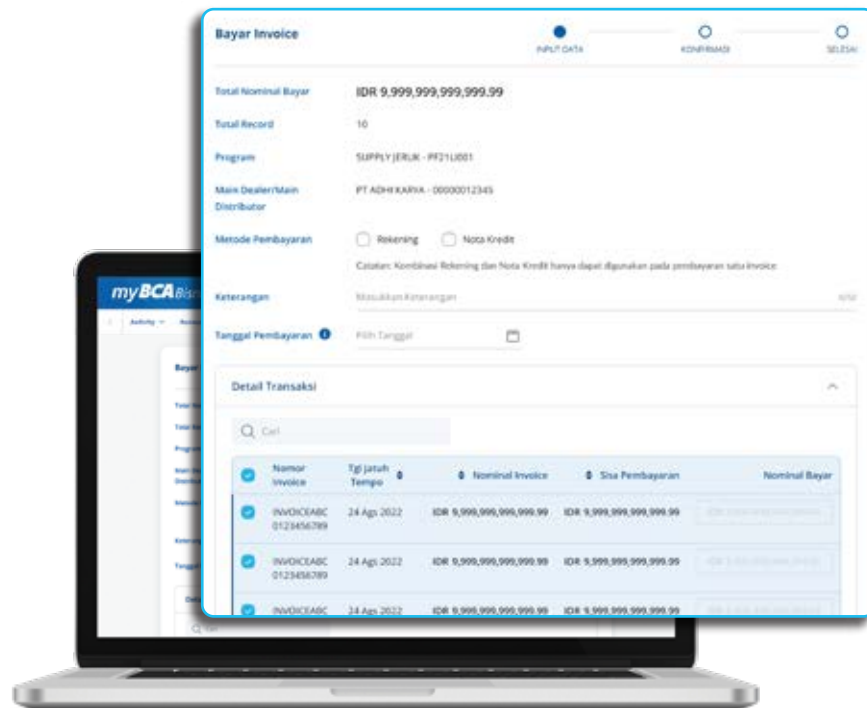 Bayar Invoice
INPUT DATA
KONFIRMASI
SELESAI
Total Nominal Bayar IDR 9,999,999,999,999.99
Total Record 10
Program SUPPLY JERUK - PF21LI001
Main Dealer/Main PT ADHI KARYA - 00000012345
Distributor
Metode Pembayaran Rekening Nota Kredit
Catatan: Kombinasi Rekening dan Nota Kredit hanya dapat digunakan pada pembayaran satu invoice
Keterangan Masukkan Keterangan
Tanggal Pembayaran Pilih Tanggal
Detail Transaksi
Cari
Nomor Tgl Jatuh Nominal Invoice Sisa Pembayaran Nominal Bayar
Invoice Tempo
INVOICEABC 24 Ags 2022 IDR 9,999,999,999,999.99 IDR 9,999,999,999,999.99
0123456789
INVOICEABC 24 Ags 2022 IDR 9,999,999,999,999.99 IDR 9,999,999,999,999.99
0123456789
INVOICEABC 24 Ags 2022 IDR 9,999,999,999,999.99 IDR 9,999,999,999,999.99
myBCA
Activity